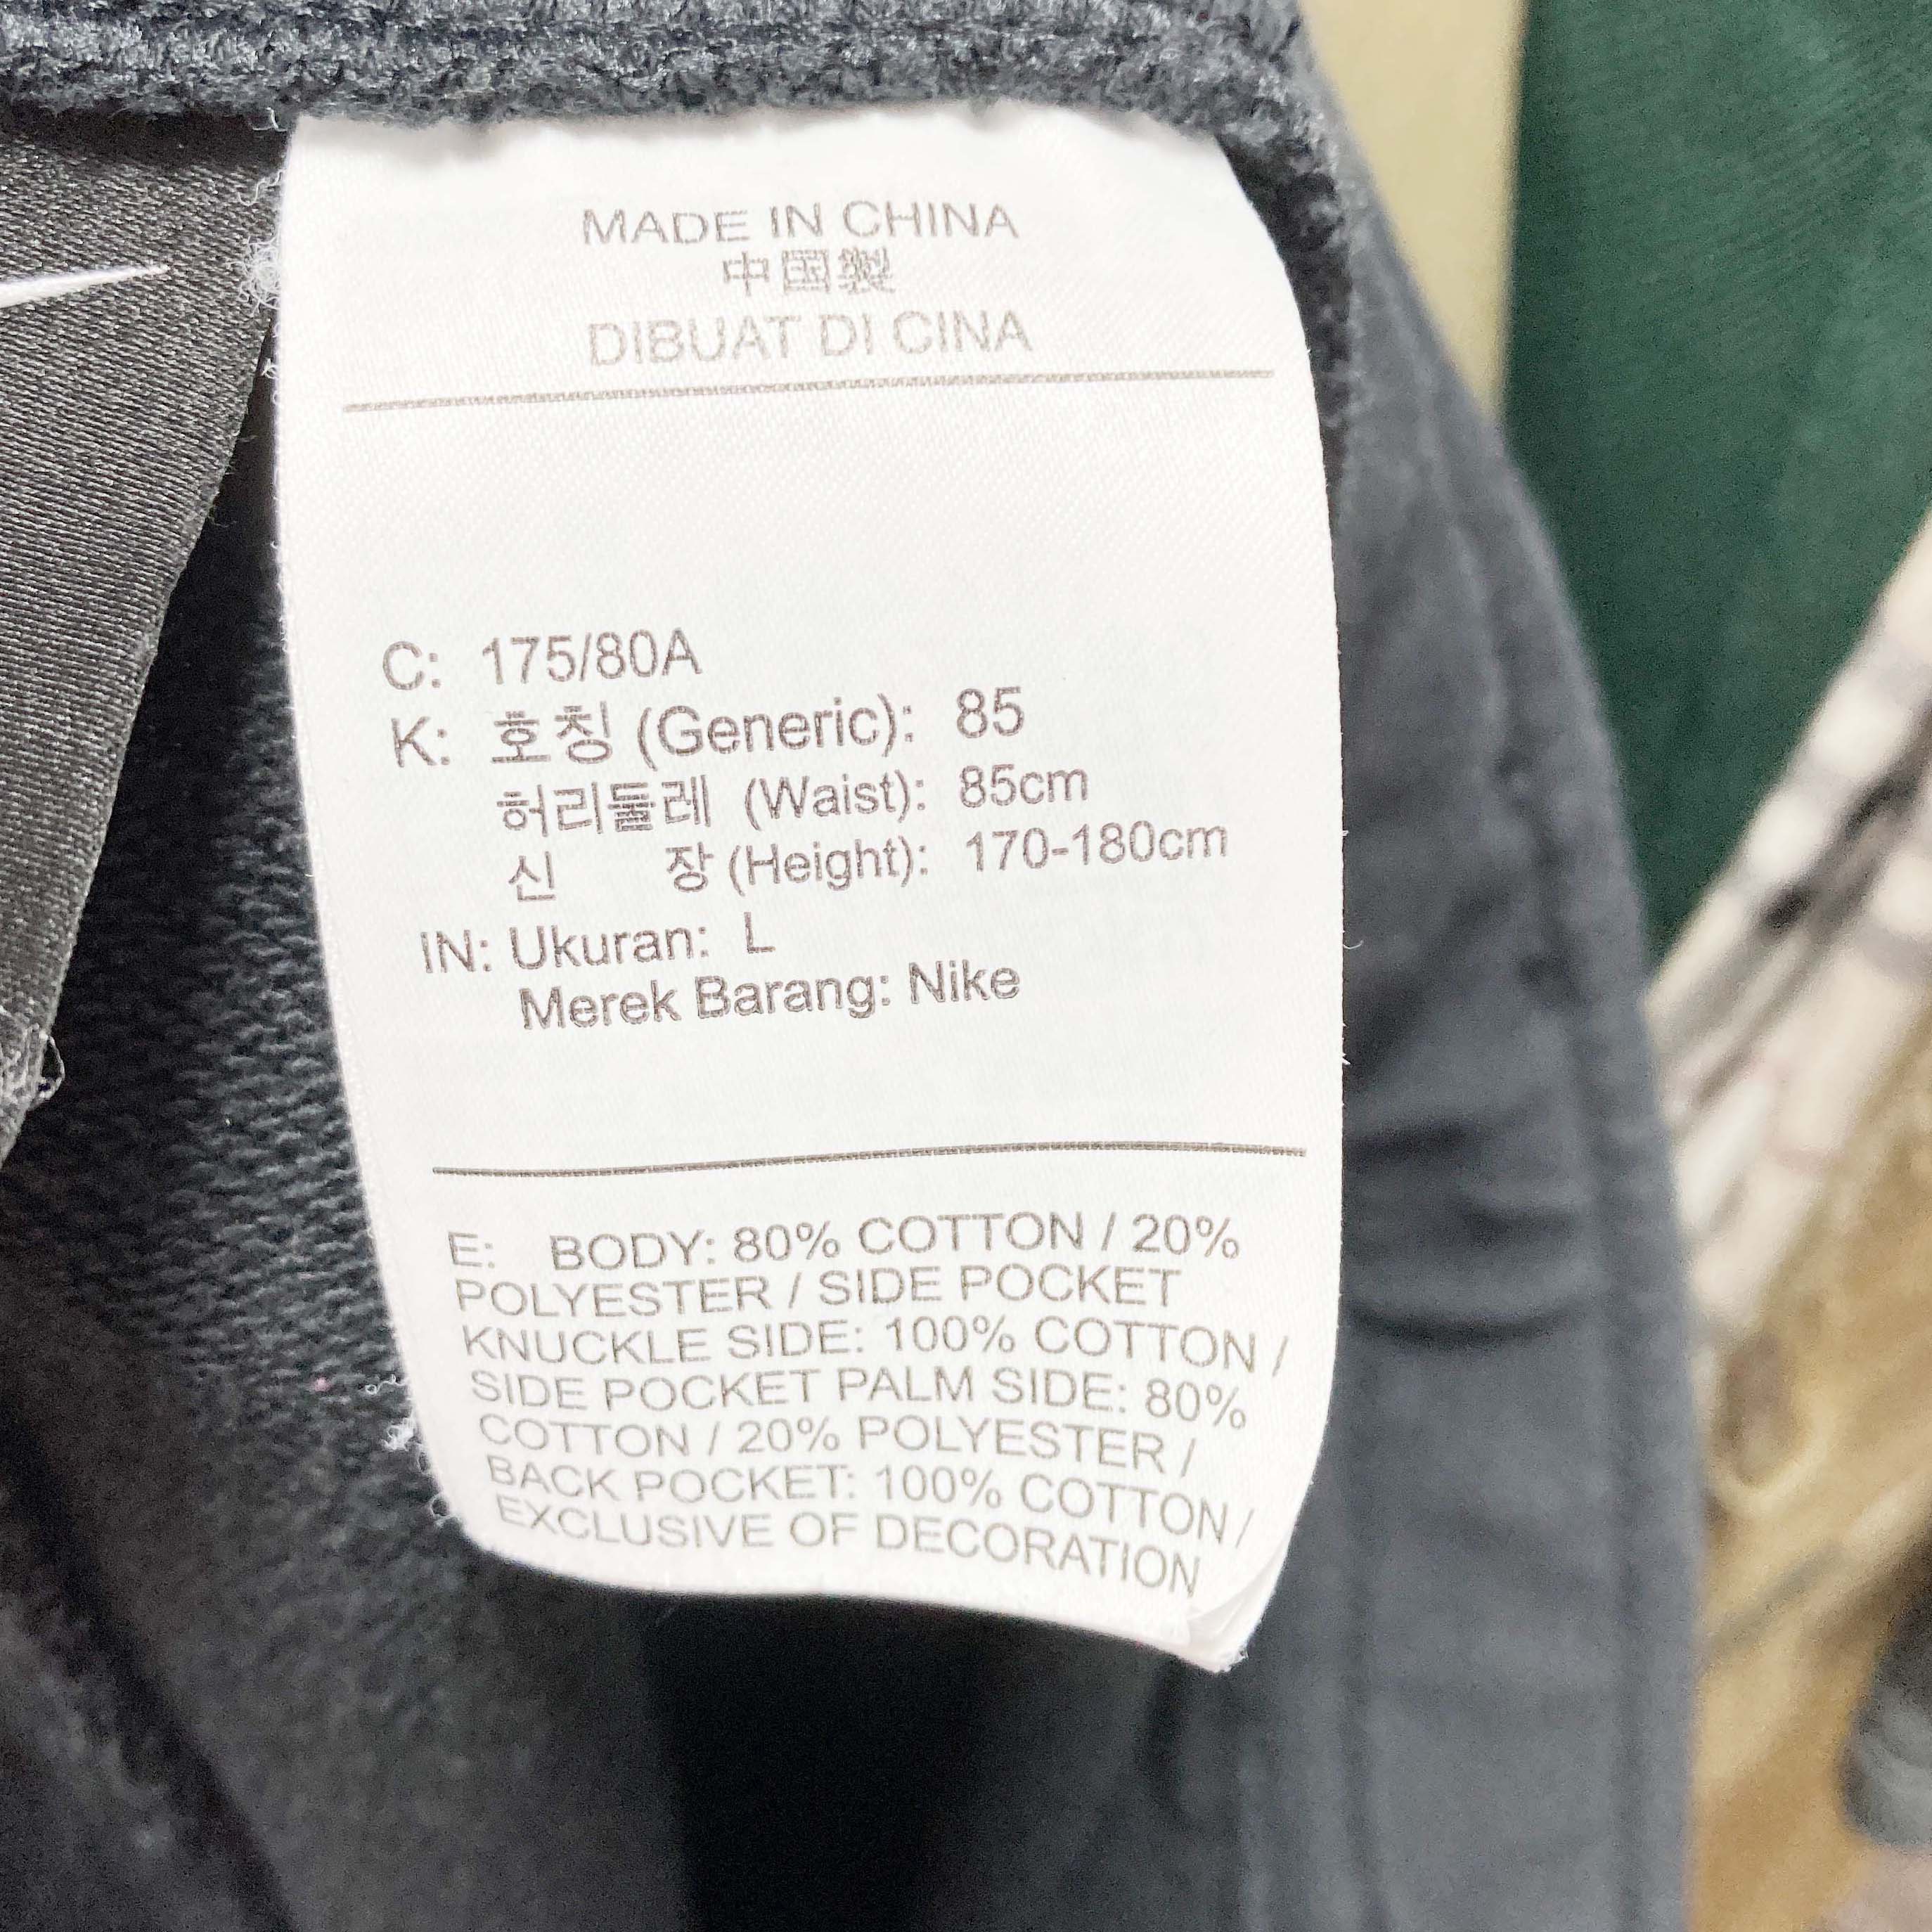 MADE IN CHINA
中国製
DIBUAT DI CINA
C: 175/80A
K: 호칭 (Generic): 85
허리둘레 (Waist): 85cm
신 장 (Height): 170-180cm
IN: Ukuran: L
Merek Barang: Nike
E: BODY: 80% COTTON / 20%
POLYESTER / SIDE POCKET
KNUCKLE SIDE: 100% COTTON /
SIDE POCKET PALM SIDE: 80%
COTTON / 20% POLYESTER /
BACK POCKET: 100% COTTON /
EXCLUSIVE OF DECORATION